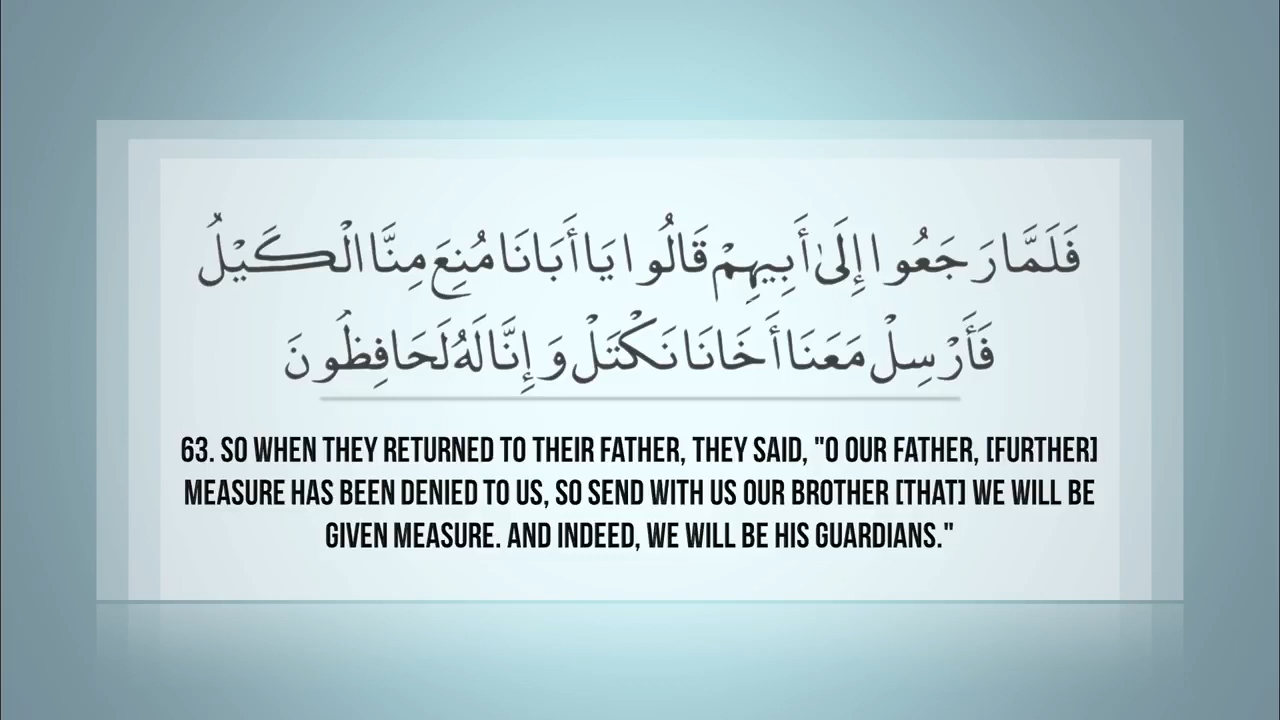 فَلَمَّا رَجَعُوا إِلَىٰ أَبِيهِمْ قَالُوا يَا أَبَانَا مُنِعَ مِنَّا الْكَيْلُ
فَأَرْسِلْ مَعَنَا أَخَانَا نَكْتَلْ وَإِنَّا لَهُ لَحَافِظُونَ
63. SO WHEN THEY RETURNED TO THEIR FATHER, THEY SAID, "O OUR FATHER, [FURTHER]
MEASURE HAS BEEN DENIED TO US, SO SEND WITH US OUR BROTHER [THAT] WE WILL BE
GIVEN MEASURE. AND INDEED, WE WILL BE HIS GUARDIANS."